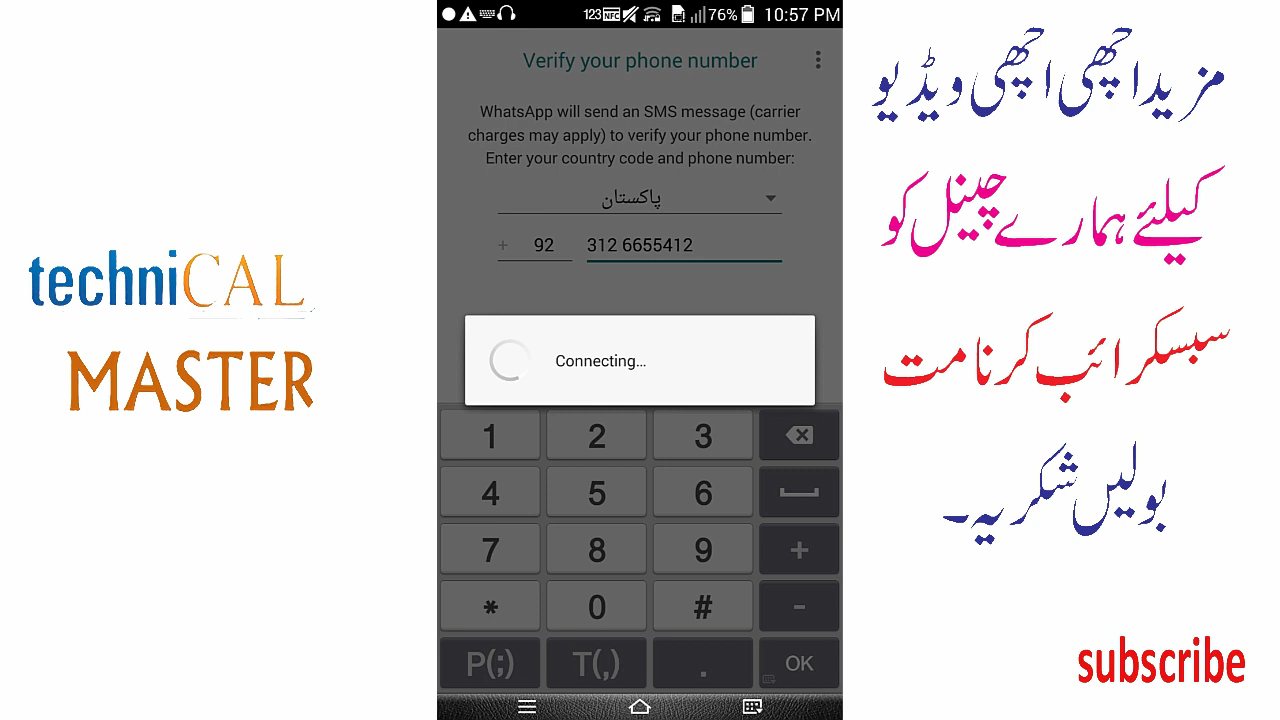 techniCAL
MASTER
123 NFC 76% 10:57 PM
Verify your phone number
WhatsApp will send an SMS message (carrier
charges may apply) to verify your phone number.
Enter your country code and phone number:
پاکستان
+ 92 312 6655412
Connecting...
1 2 3
4 5 6
7 8 9 +
* 0 # -
P(;) T(,) . OK
مزید اچھی اچھی ویڈیو
کیلئے ہمارے چینل کو
سبسکرائب کرنا مت
بولیں شکریہ۔
subscribe